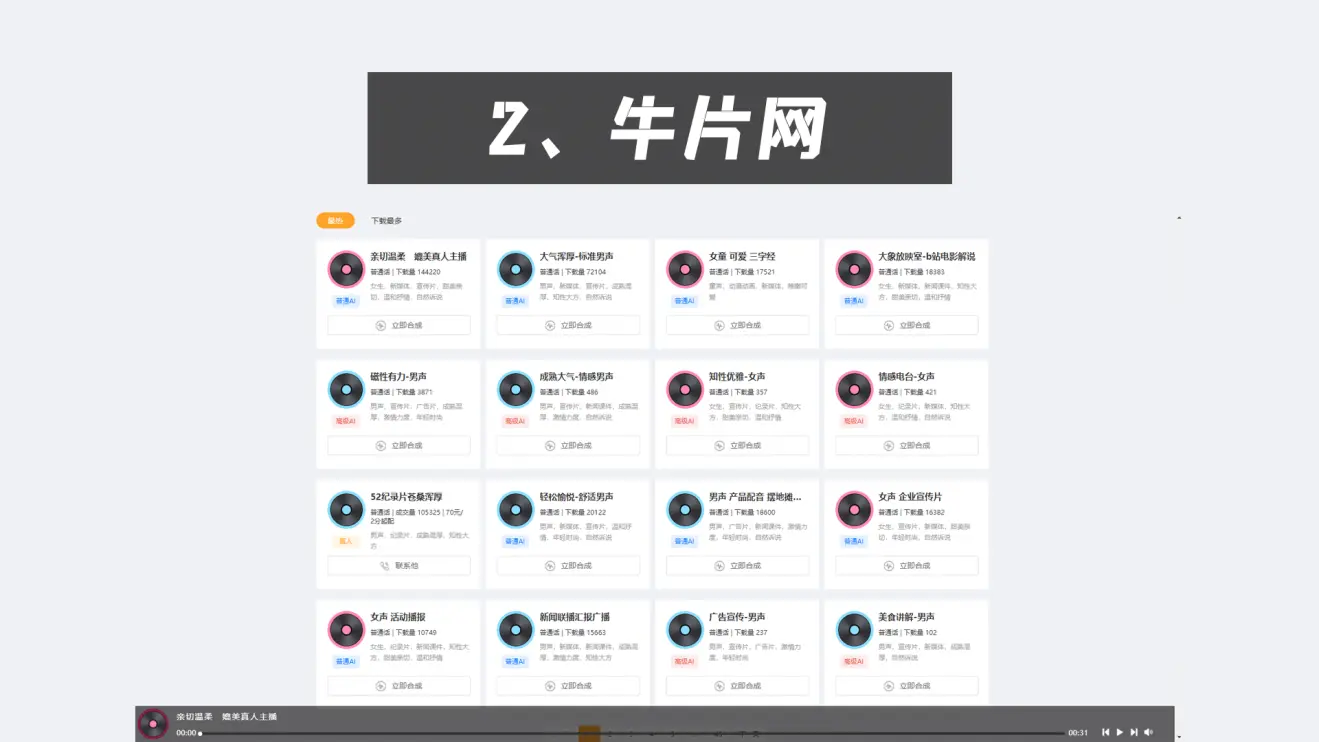 2、牛片网
最热
下载最多
亲切温柔 媲美真人主播
普通话 | 下载量 144220
女生、新媒体、宣传片、甜美亲
切、温和抒情、自然诉说
普通AI
立即合成
大气浑厚-标准男声
普通话 | 下载量 72104
男声、新媒体、宣传片、成熟浑
厚、知性大方、自然诉说
普通AI
立即合成
女童 可爱 三字经
普通话 | 下载量 17521
普通AI
立即合成
大象放映室-b站电影解说
普通话 | 下载量 18383
女生、新媒体、新闻课件、知性大
方、甜美亲切、温和抒情
普通AI
立即合成
磁性有力-男声
普通话 | 下载量 3871
男声、宣传片、广告片、成熟浑
厚、激情力度、年轻时尚
高级AI
立即合成
成熟大气-情感男声
普通话 | 下载量 486
男声、宣传片、新闻课件、成熟浑
厚、激情力度、自然诉说
高级AI
立即合成
知性优雅-女声
普通话 | 下载量 357
女生、宣传片、纪录片、知性大
方、甜美亲切、温和抒情
高级AI
立即合成
情感电台-女声
普通话 | 下载量 421
女生、纪录片、新媒体、知性大
方、温和抒情、自然诉说
高级AI
立即合成
52纪录片苍桑浑厚
普通话 | 成交量 105325 | 70元/
2分起配
男声、纪录片、成熟浑厚、知性大
方
真人
联系他
轻松愉悦-舒适男声
普通话 | 下载量 20122
男声、新媒体、宣传片、温和抒
情、年轻时尚、自然诉说
普通AI
立即合成
男声 产品配音 摆地摊...
普通话 | 下载量 18600
男声、广告片、新闻课件、激情力
度、年轻时尚、自然诉说
普通AI
立即合成
女声 企业宣传片
普通话 | 下载量 16382
女生、宣传片、新媒体、甜美亲
切、年轻时尚、自然诉说
普通AI
立即合成
女声 活动播报
普通话 | 下载量 10749
女生、纪录片、新闻课件、知性大
方、甜美亲切、温和抒情
普通AI
立即合成
新闻联播汇报广播
普通话 | 下载量 15663
男声、新媒体、新闻课件、成熟浑
厚、激情力度、知性大方
普通AI
立即合成
广告宣传-男声
普通话 | 下载量 237
男声、宣传片、广告片、激情力
度、年轻时尚
高级AI
立即合成
美食讲解-男声
普通话 | 下载量 102
男声、宣传片、新媒体、成熟浑
厚、自然诉说
高级AI
立即合成
亲切温柔 媲美真人主播
00:00
00:31